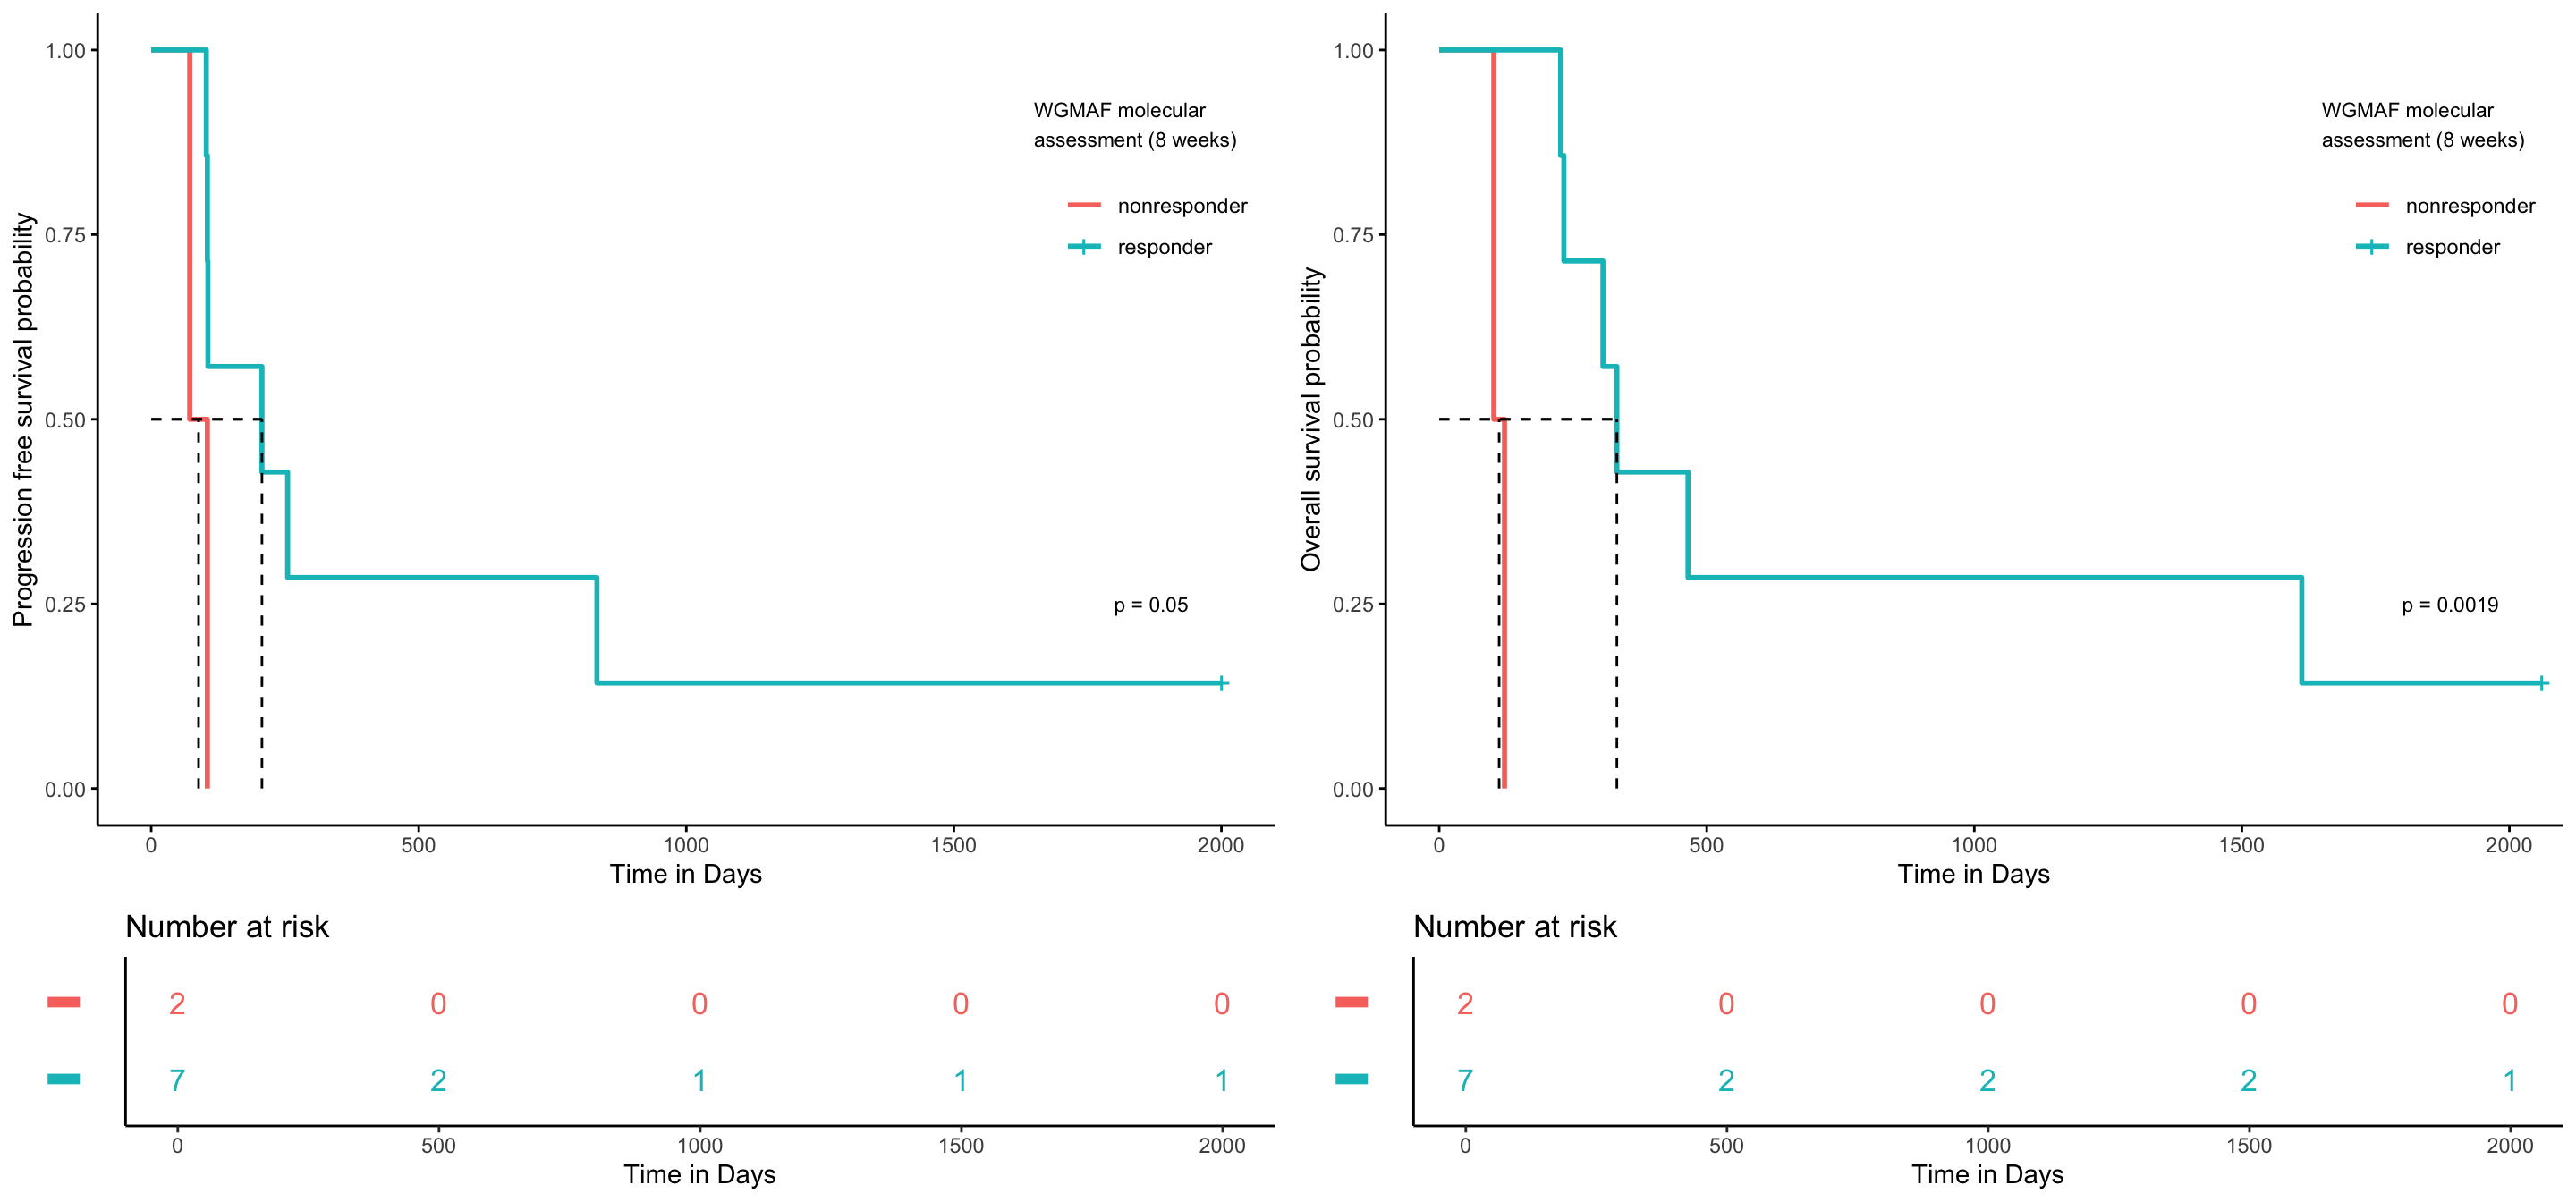 Progression free survival probability
1.00
0.75
0.50
0.25
0.00
WGMAF molecular
assessment (8 weeks)
nonresponder
responder
p = 0.05
0 500 1000 1500 2000
Time in Days
Number at risk
2 0 0 0 0
7 2 1 1 1
0 500 1000 1500 2000
Time in Days
Overall survival probability
1.00
0.75
0.50
0.25
0.00
WGMAF molecular
assessment (8 weeks)
nonresponder
responder
p = 0.0019
0 500 1000 1500 2000
Time in Days
Number at risk
2 0 0 0 0
7 2 2 2 1
0 500 1000 1500 2000
Time in Days